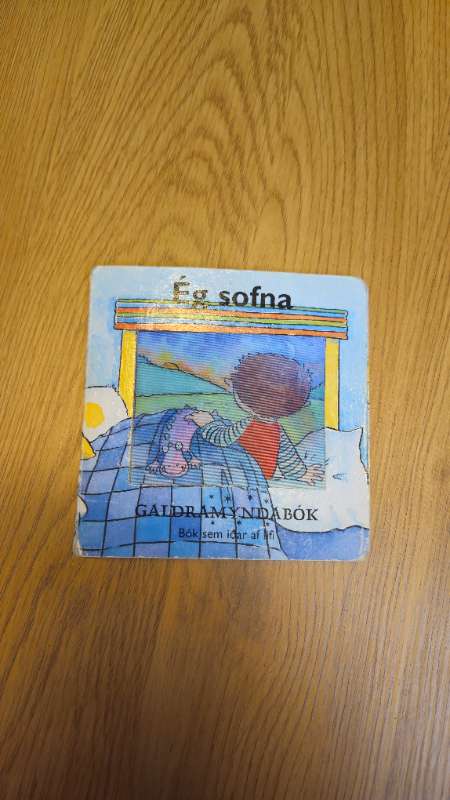 Ég sofna
GALDRAMYNDABÓK
Bók sem iðar af lífi